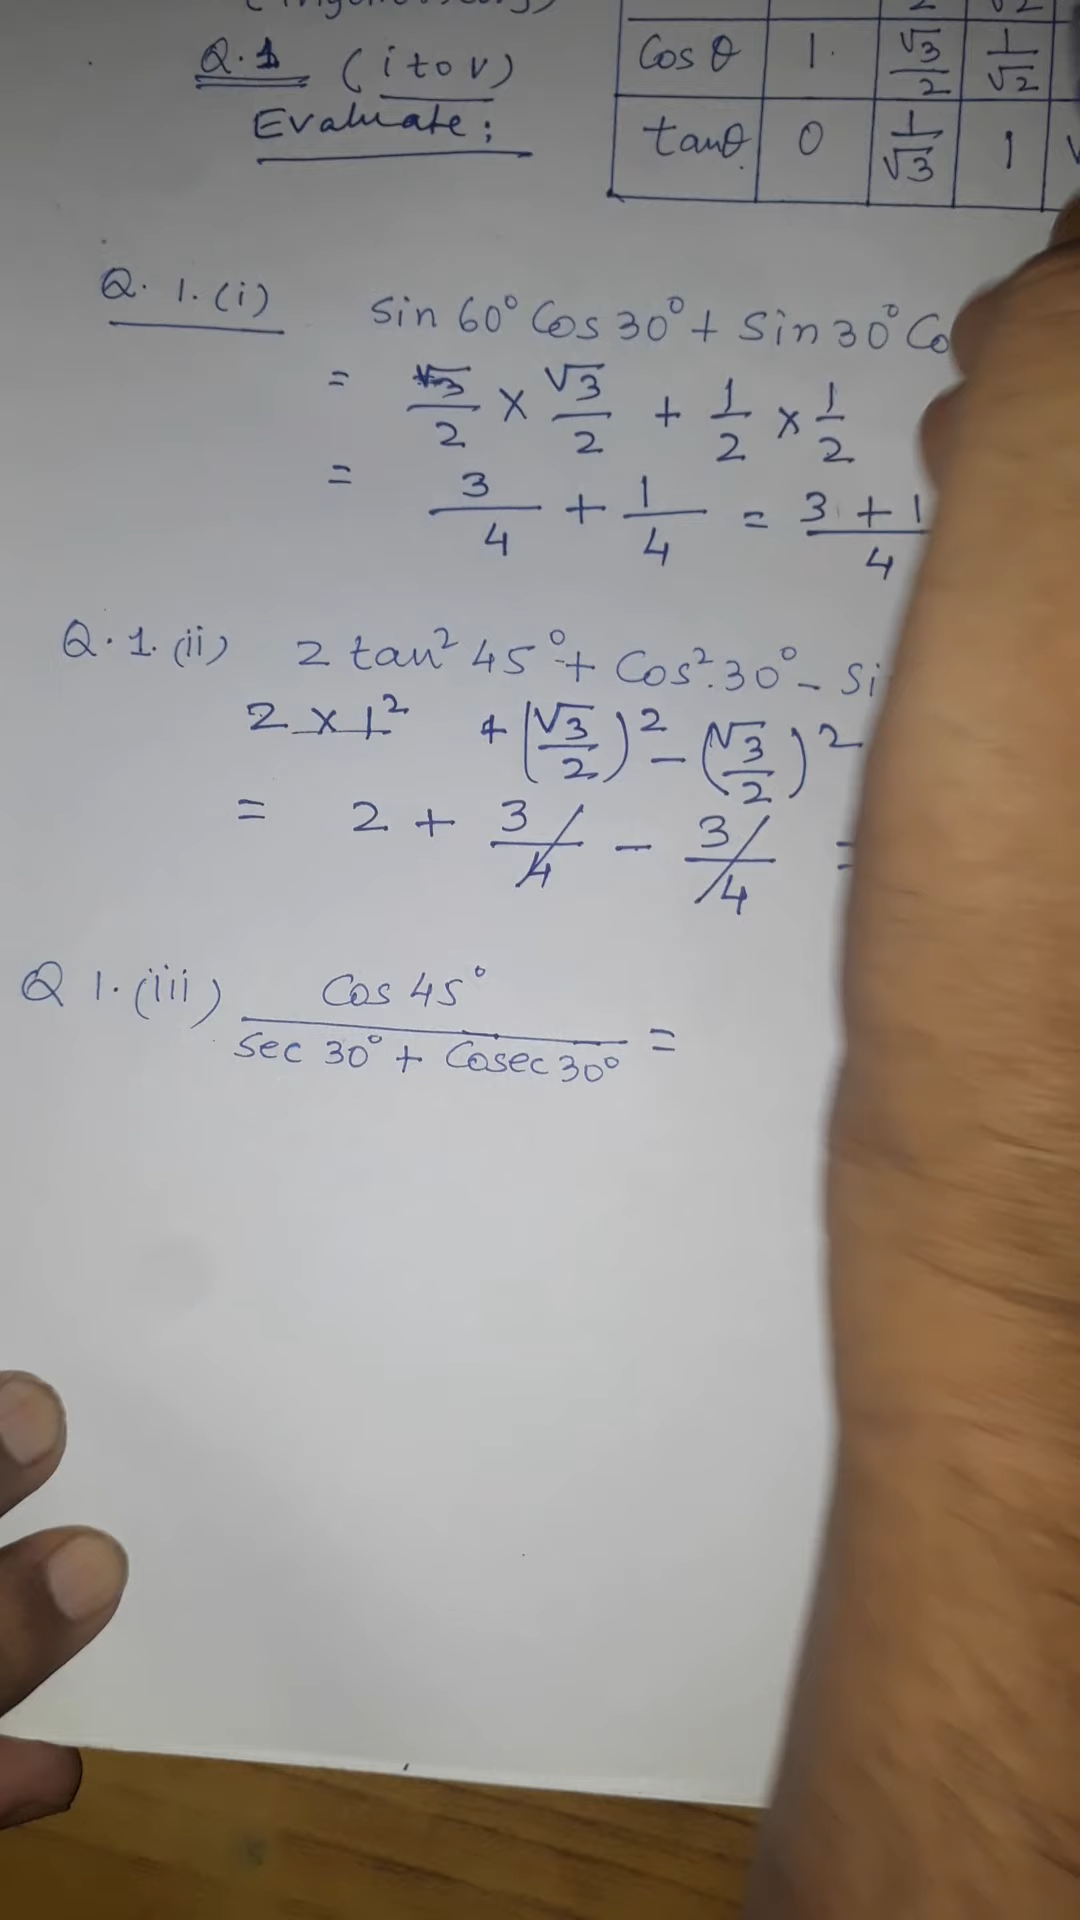 Q.1 (i to v)
Evaluate:
Cosθ 1 √3/2 1/√2
tanθ 0 1/√3 1
Q. 1.(i) Sin 60° Cos 30° + Sin 30° Co
= √3/2 × √3/2 + 1/2 × 1/2
= 3/4 + 1/4 = 3+1/4
Q.1.(ii) 2 tan² 45° + Cos² 30° - Si
2 × 1² + (√3/2)² - (√3/2)²
= 2 + 3/4 - 3/4 =
Q 1.(iii) Cos 45° / Sec 30° + Cosec 30° =